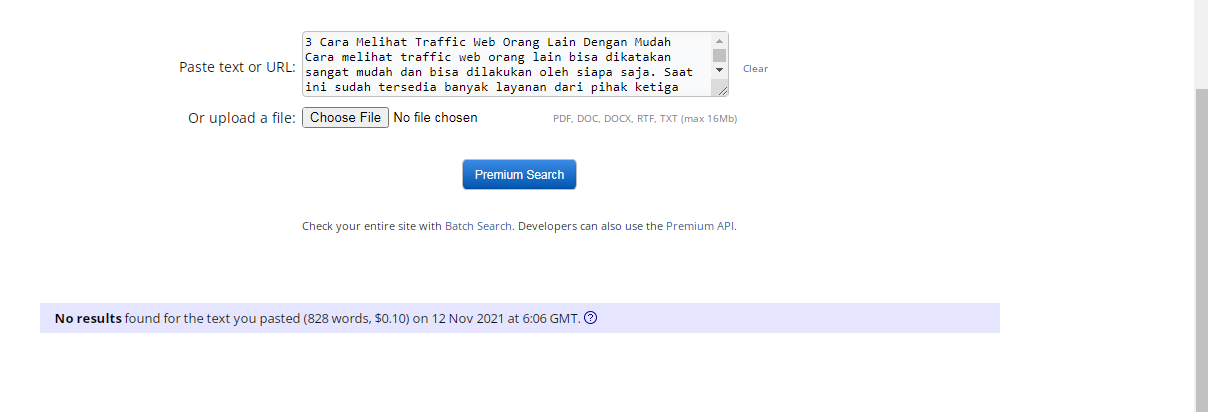 Paste text or URL:
3 Cara Melihat Traffic Web Orang Lain Dengan Mudah
Cara melihat traffic web orang lain bisa dikatakan
sangat mudah dan bisa dilakukan oleh siapa saja. Saat
ini sudah tersedia banyak layanan dari pihak ketiga
Clear
Or upload a file: Choose File No file chosen PDF, DOC, DOCX, RTF, TXT (max 16Mb)
Premium Search
Check your entire site with Batch Search. Developers can also use the Premium API.
No results found for the text you pasted (828 words, $0.10) on 12 Nov 2021 at 6:06 GMT. ?